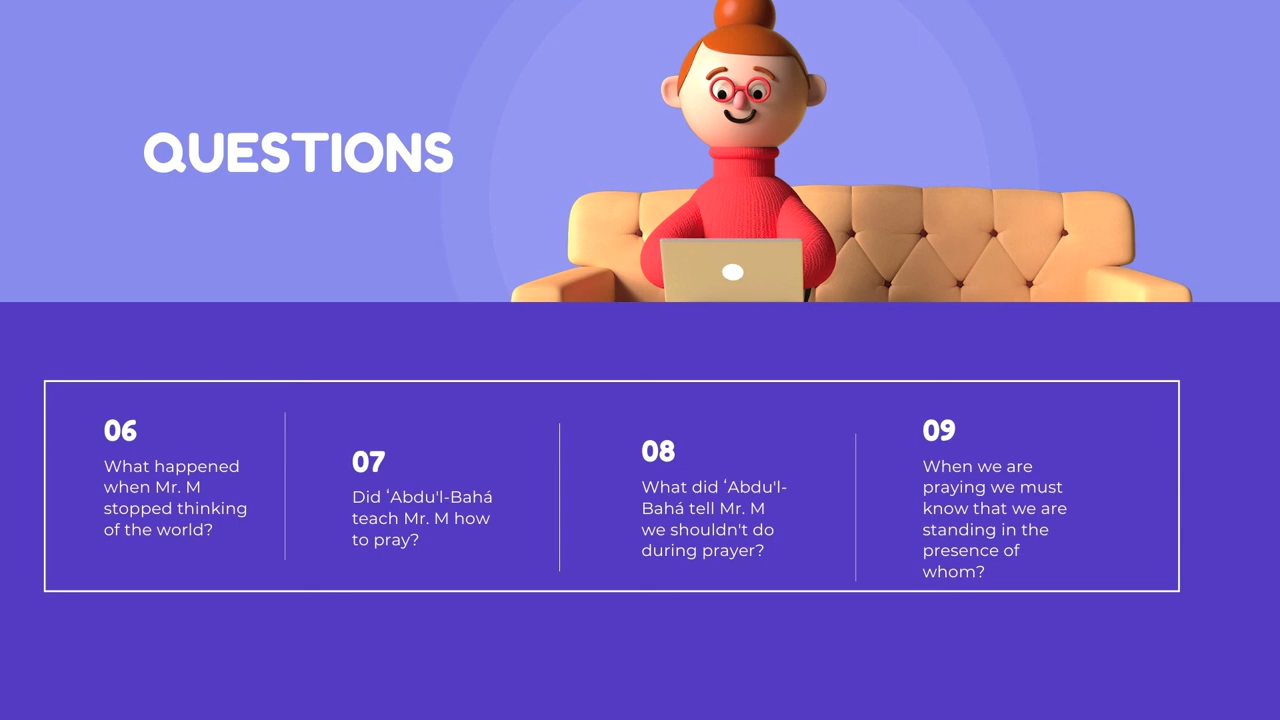 QUESTIONS
06
What happened
when Mr. M
stopped thinking
of the world?
07
Did ʻAbdu'l-Bahá
teach Mr. M how
to pray?
08
What did ʻAbdu'l-
Bahá tell Mr. M
we shouldn't do
during prayer?
09
When we are
praying we must
know that we are
standing in the
presence of
whom?